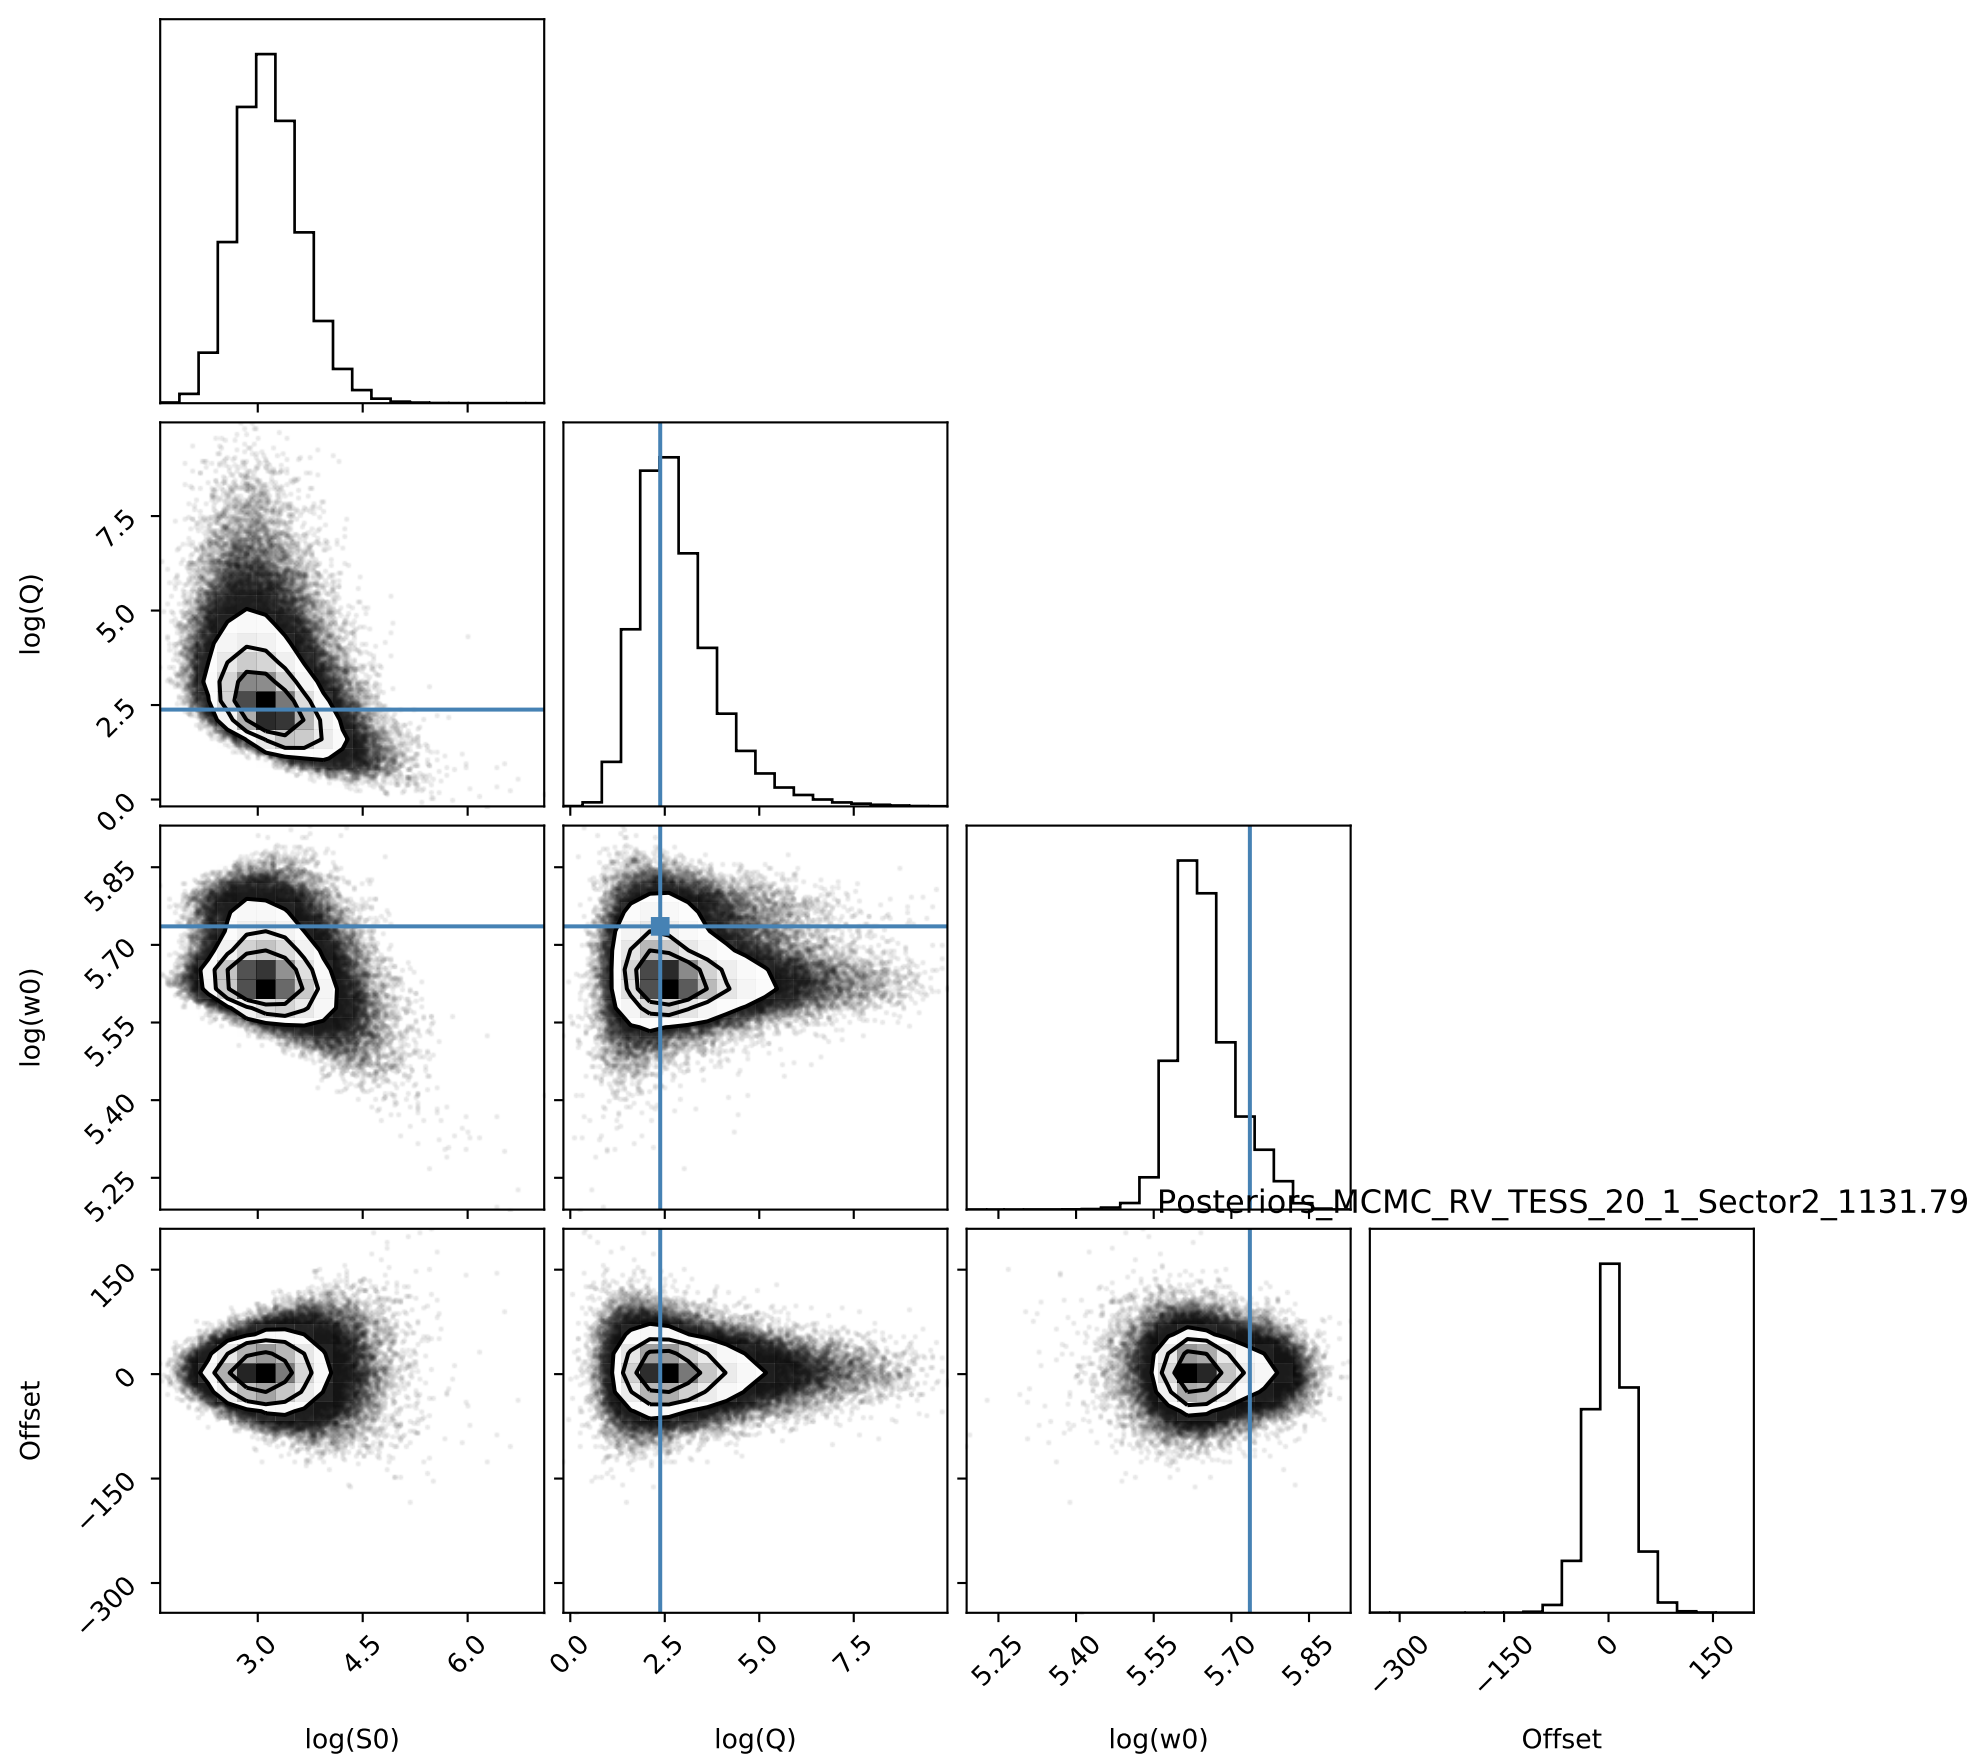 log(Q)
7.5
5.0
2.5
0.0
log(w0)
5.85
5.70
5.55
5.40
5.25
Posteriors_MCMC_RV_TESS_20_1_Sector2_1131.79
Offset
150
0
−150
−300
3.0 4.5 6.0 0.0 2.5 5.0 7.5 5.25 5.40 5.55 5.70 5.85 −300 −150 0 150
log(S0) log(Q) log(w0) Offset